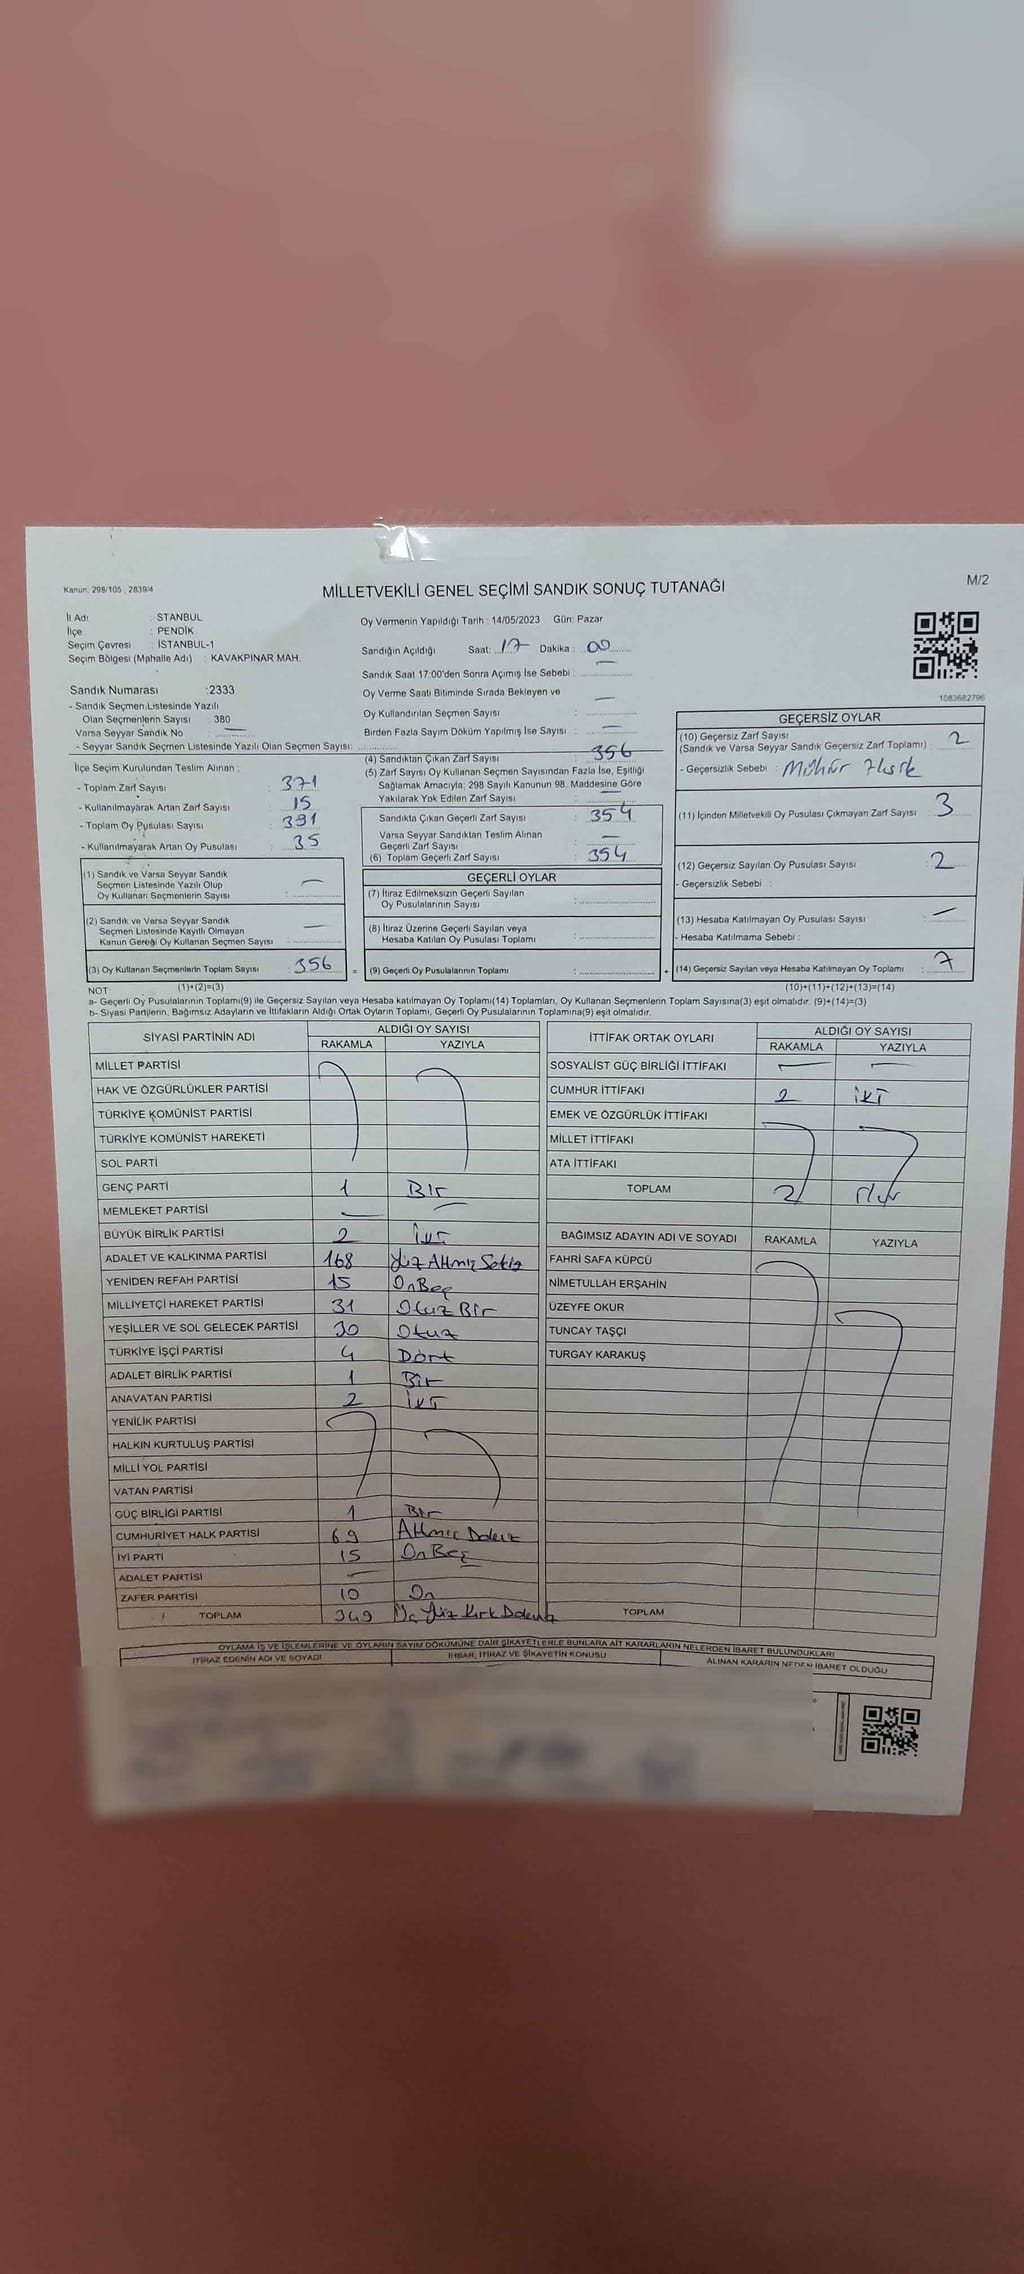 Kanun: 298/105 , 2839/4
MİLLETVEKİLİ GENEL SEÇİMİ SANDIK SONUÇ TUTANAĞI
M/2
İl Adı : STANBUL
İlçe : PENDİK
Seçim Çevresi : İSTANBUL-1
Seçim Bölgesi (Mahalle Adı) : KAVAKPINAR MAH.
Sandık Numarası :2333
- Sandık Seçmen Listesinde Yazılı
Olan Seçmenlerin Sayısı : 380
Varsa Seyyar Sandık No —
- Seyyar Sandık Seçmen Listesinde Yazılı Olan Seçmen Sayısı:
İlçe Seçim Kurulundan Teslim Alınan ;
- Toplam Zarf Sayısı : 371
- Kullanılmayarak Artan Zarf Sayısı : 15
- Toplam Oy Pusulası Sayısı : 391
- Kullanılmayarak Artan Oy Pusulası : 35
Oy Vermenin Yapıldığı Tarih : 14/05/2023 Gün: Pazar
Sandığın Açıldığı Saat: 17 Dakika : 00
Sandık Saat 17:00'den Sonra Açımış İse Sebebi : —
Oy Verme Saati Bitiminde Sırada Bekleyen ve
Oy Kullandırılan Seçmen Sayısı : —
Birden Fazla Sayım Döküm Yapılmış İse Sayısı : —
(4) Sandıktan Çıkan Zarf Sayısı : 356
(5) Zarf Sayısı Oy Kullanan Seçmen Sayısından Fazla İse, Eşitliği
Sağlamak Amacıyla; 298 Sayılı Kanunun 98. Maddesine Göre
Yakılarak Yok Edilen Zarf Sayısı : —
Sandıkta Çıkan Geçerli Zarf Sayısı : 354
Varsa Seyyar Sandıktan Teslim Alınan
Geçerli Zarf Sayısı : —
(6) Toplam Geçerli Zarf Sayısı : 354
1083682796
GEÇERSİZ OYLAR
(10) Geçersiz Zarf Sayısı
(Sandık ve Varsa Seyyar Sandık Geçersiz Zarf Toplamı) : 2
- Geçersizlik Sebebi : Mühür
(11) İçinden Milletvekili Oy Pusulası Çıkmayan Zarf Sayısı : 3
(12) Geçersiz Sayılan Oy Pusulası Sayısı : 2
- Geçersizlik Sebebi :
(13) Hesaba Katılmayan Oy Pusulası Sayısı : —
- Hesaba Katılmama Sebebi :
(14) Geçersiz Sayılan veya Hesaba Katılmayan Oy Toplamı : 7
(1) Sandık ve Varsa Seyyar Sandık
Seçmen Listesinde Yazılı Olup
Oy Kullanan Seçmenlerin Sayısı : —
(2) Sandık ve Varsa Seyyar Sandık
Seçmen Listesinde Kayıtlı Olmayan
Kanun Gereği Oy Kullanan Seçmen Sayısı : —
(3) Oy Kullanan Seçmenlerin Toplam Sayısı : 356
GEÇERLİ OYLAR
(7) İtiraz Edilmeksizin Geçerli Sayılan
Oy Pusulalarının Sayısı :
(8) İtiraz Üzerine Geçerli Sayılan veya
Hesaba Katılan Oy Pusulası Toplamı :
= (9) Geçerli Oy Pusulalarının Toplamı : +
NOT (1)+(2)=(3) (10)+(11)+(12)+(13)=(14)
a- Geçerli Oy Pusulalarının Toplamı(9) ile Geçersiz Sayılan veya Hesaba katılmayan Oy Toplamı(14) Toplamları, Oy Kullanan Seçmenlerin Toplam Sayısına(3) eşit olmalıdır. (9)+(14)=(3)
b- Siyasi Partilerin, Bağımsız Adayların ve İttifakların Aldığı Ortak Oyların Toplamı, Geçerli Oy Pusulalarının Toplamına(9) eşit olmalıdır.
SİYASİ PARTİNİN ADI ALDIĞI OY SAYISI
RAKAMLA YAZIYLA
MİLLET PARTİSİ
HAK VE ÖZGÜRLÜKLER PARTİSİ
TÜRKİYE KOMÜNİST PARTİSİ
TÜRKİYE KOMÜNİST HAREKETİ
SOL PARTİ
GENÇ PARTİ 1 Bir
MEMLEKET PARTİSİ — —
BÜYÜK BİRLİK PARTİSİ 2 İki
ADALET VE KALKINMA PARTİSİ 168 Yüz Altmış Sekiz
YENİDEN REFAH PARTİSİ 15 OnBeş
MİLLİYETÇİ HAREKET PARTİSİ 31 Otuz Bir
YEŞİLLER VE SOL GELECEK PARTİSİ 30 Otuz
TÜRKİYE İŞÇİ PARTİSİ 4 Dört
ADALET BİRLİK PARTİSİ 1 Bir
ANAVATAN PARTİSİ 2 İki
YENİLİK PARTİSİ
HALKIN KURTULUŞ PARTİSİ
MİLLİ YOL PARTİSİ
VATAN PARTİSİ
GÜÇ BİRLİĞİ PARTİSİ 1 Bir
CUMHURİYET HALK PARTİSİ 69 Altmış Dokuz
İYİ PARTİ 15 OnBeş
ADALET PARTİSİ —
ZAFER PARTİSİ 10 On
TOPLAM 349 Üç Yüz Kırk Dokuz
İTTİFAK ORTAK OYLARI ALDIĞI OY SAYISI
RAKAMLA YAZIYLA
SOSYALİST GÜÇ BİRLİĞİ İTTİFAKI — —
CUMHUR İTTİFAKI 2 İKİ
EMEK VE ÖZGÜRLÜK İTTİFAKI
MİLLET İTTİFAKI
ATA İTTİFAKI
TOPLAM 2
BAĞIMSIZ ADAYIN ADI VE SOYADI RAKAMLA YAZIYLA
FAHRİ SAFA KÜPCÜ
NİMETULLAH ERŞAHİN
ÜZEYFE OKUR
TUNCAY TAŞÇI
TURGAY KARAKUŞ
TOPLAM
OYLAMA İŞ VE İŞLEMLERİNE VE OYLARIN SAYIM DÖKÜMÜNE DAİR ŞİKAYETLERLE BUNLARA AİT KARARLARIN NELERDEN İBARET BULUNDUKLARI
İTİRAZ EDENİN ADI VE SOYADI İHBAR, İTİRAZ VE ŞİKAYETİN KONUSU ALINAN KARARIN NEDEN İBARET OLDUĞU